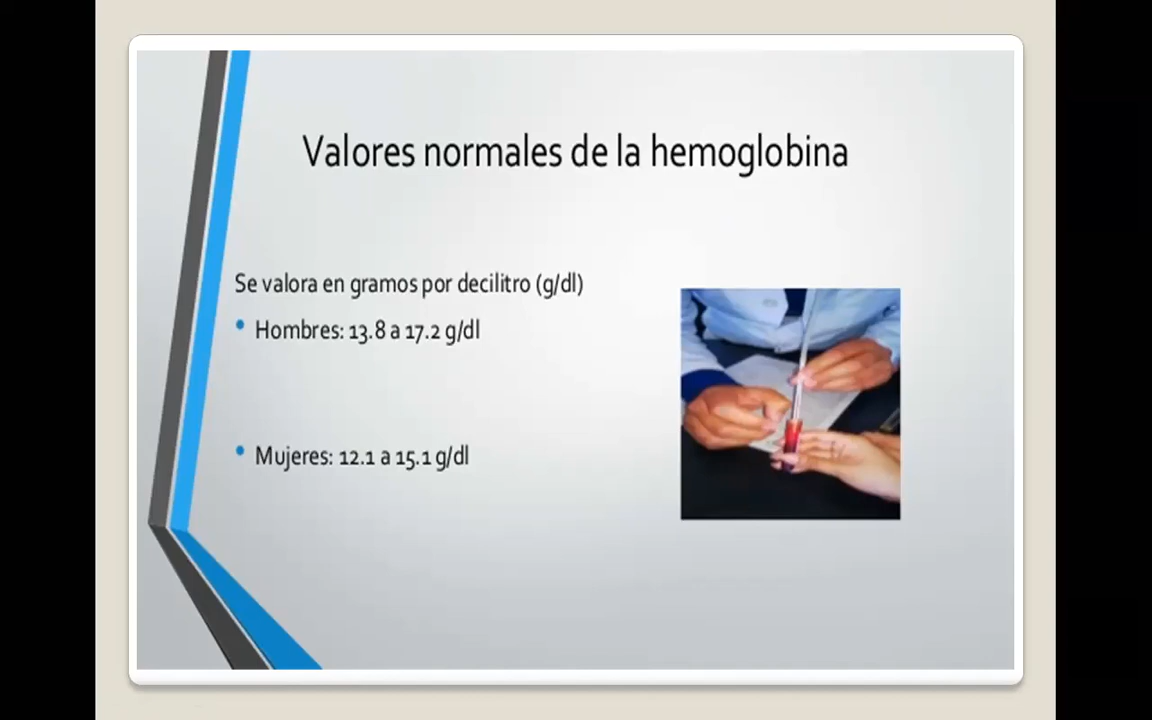 Valores normales de la hemoglobina
Se valora en gramos por decilitro (g/dl)
• Hombres: 13.8 a 17.2 g/dl
• Mujeres: 12.1 a 15.1 g/dl